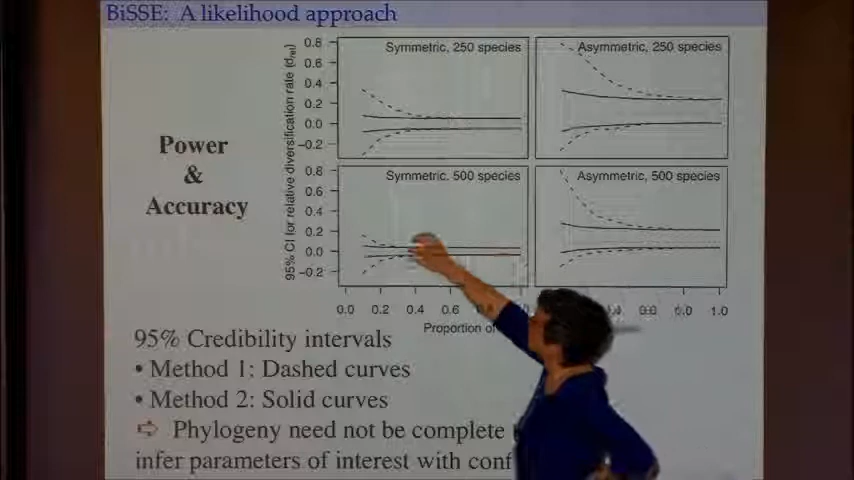 BiSSE: A likelihood approach
Power
&
Accuracy
95% CI for relative diversification rate (d_rel)
0.8
0.6
0.4
0.2
0.0
−0.2
Symmetric, 250 species
Asymmetric, 250 species
0.8
0.6
0.4
0.2
0.0
−0.2
Symmetric, 500 species
Asymmetric, 500 species
0.0 0.2 0.4 0.6 0.8 1.0
Proportion of
95% Credibility intervals
• Method 1: Dashed curves
• Method 2: Solid curves
⇨ Phylogeny need not be complete
infer parameters of interest with conf